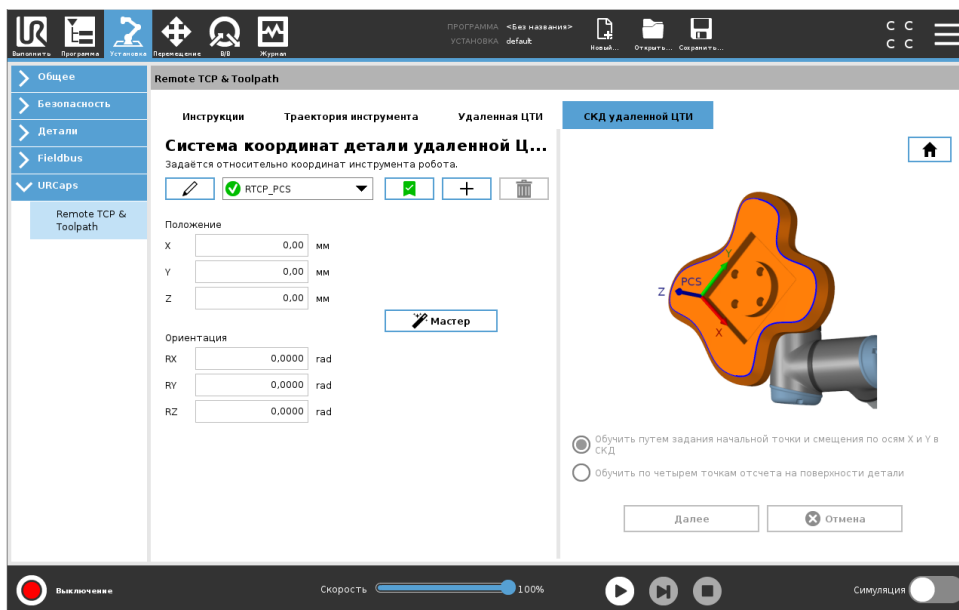 ПРОГРАММА <Без названия>
УСТАНОВКА default
Выполнить Программа Установка Перемещение В/В Журнал
Новый... Открыть... Сохранить...
C C
C C
Общее
Безопасность
Детали
Fieldbus
URCaps
Remote TCP &
Toolpath
Remote TCP & Toolpath
Инструкции Траектория инструмента Удаленная ЦТИ СКД удаленной ЦТИ
Система координат детали удаленной Ц...
Задаётся относительно координат инструмента робота.
RTCP_PCS
Положение
X 0,00 мм
Y 0,00 мм
Z 0,00 мм
Мастер
Ориентация
RX 0,0000 rad
RY 0,0000 rad
RZ 0,0000 rad
Y
PCS
Z
X
Обучить путем задания начальной точки и смещения по осям X и Y в
СКД
Обучить по четырем точкам отсчета на поверхности детали
Далее Отмена
Выключение
Скорость 100%
Симуляция